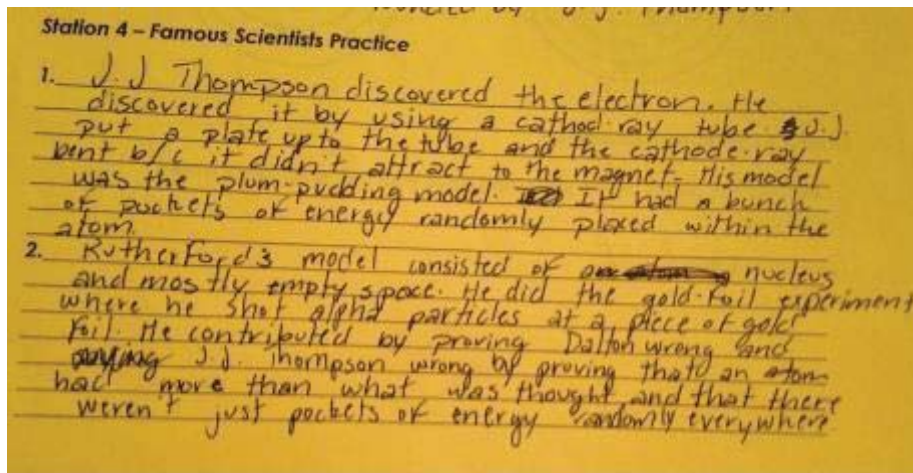 Station 4 – Famous Scientists Practice
1. J.J Thompson discovered the electron. He
discovered it by using a cathod-ray tube. J.J.
put a plate up to the tube and the cathode-ray
bent b/c it didn't attract to the magnet. His model
was the plum-pudding model. It had a bunch
of pockets of energy randomly placed within the
atom.
2. Rutherford's model consisted of nucleus
and mostly empty space. He did the gold-foil experiment
where he shot alpha particles at a piece of gold
foil. He contributed by proving Dalton wrong and
J.J. Thompson wrong by proving that an atom
had more than what was thought, and that there
weren't just pockets of energy randomly everywhere